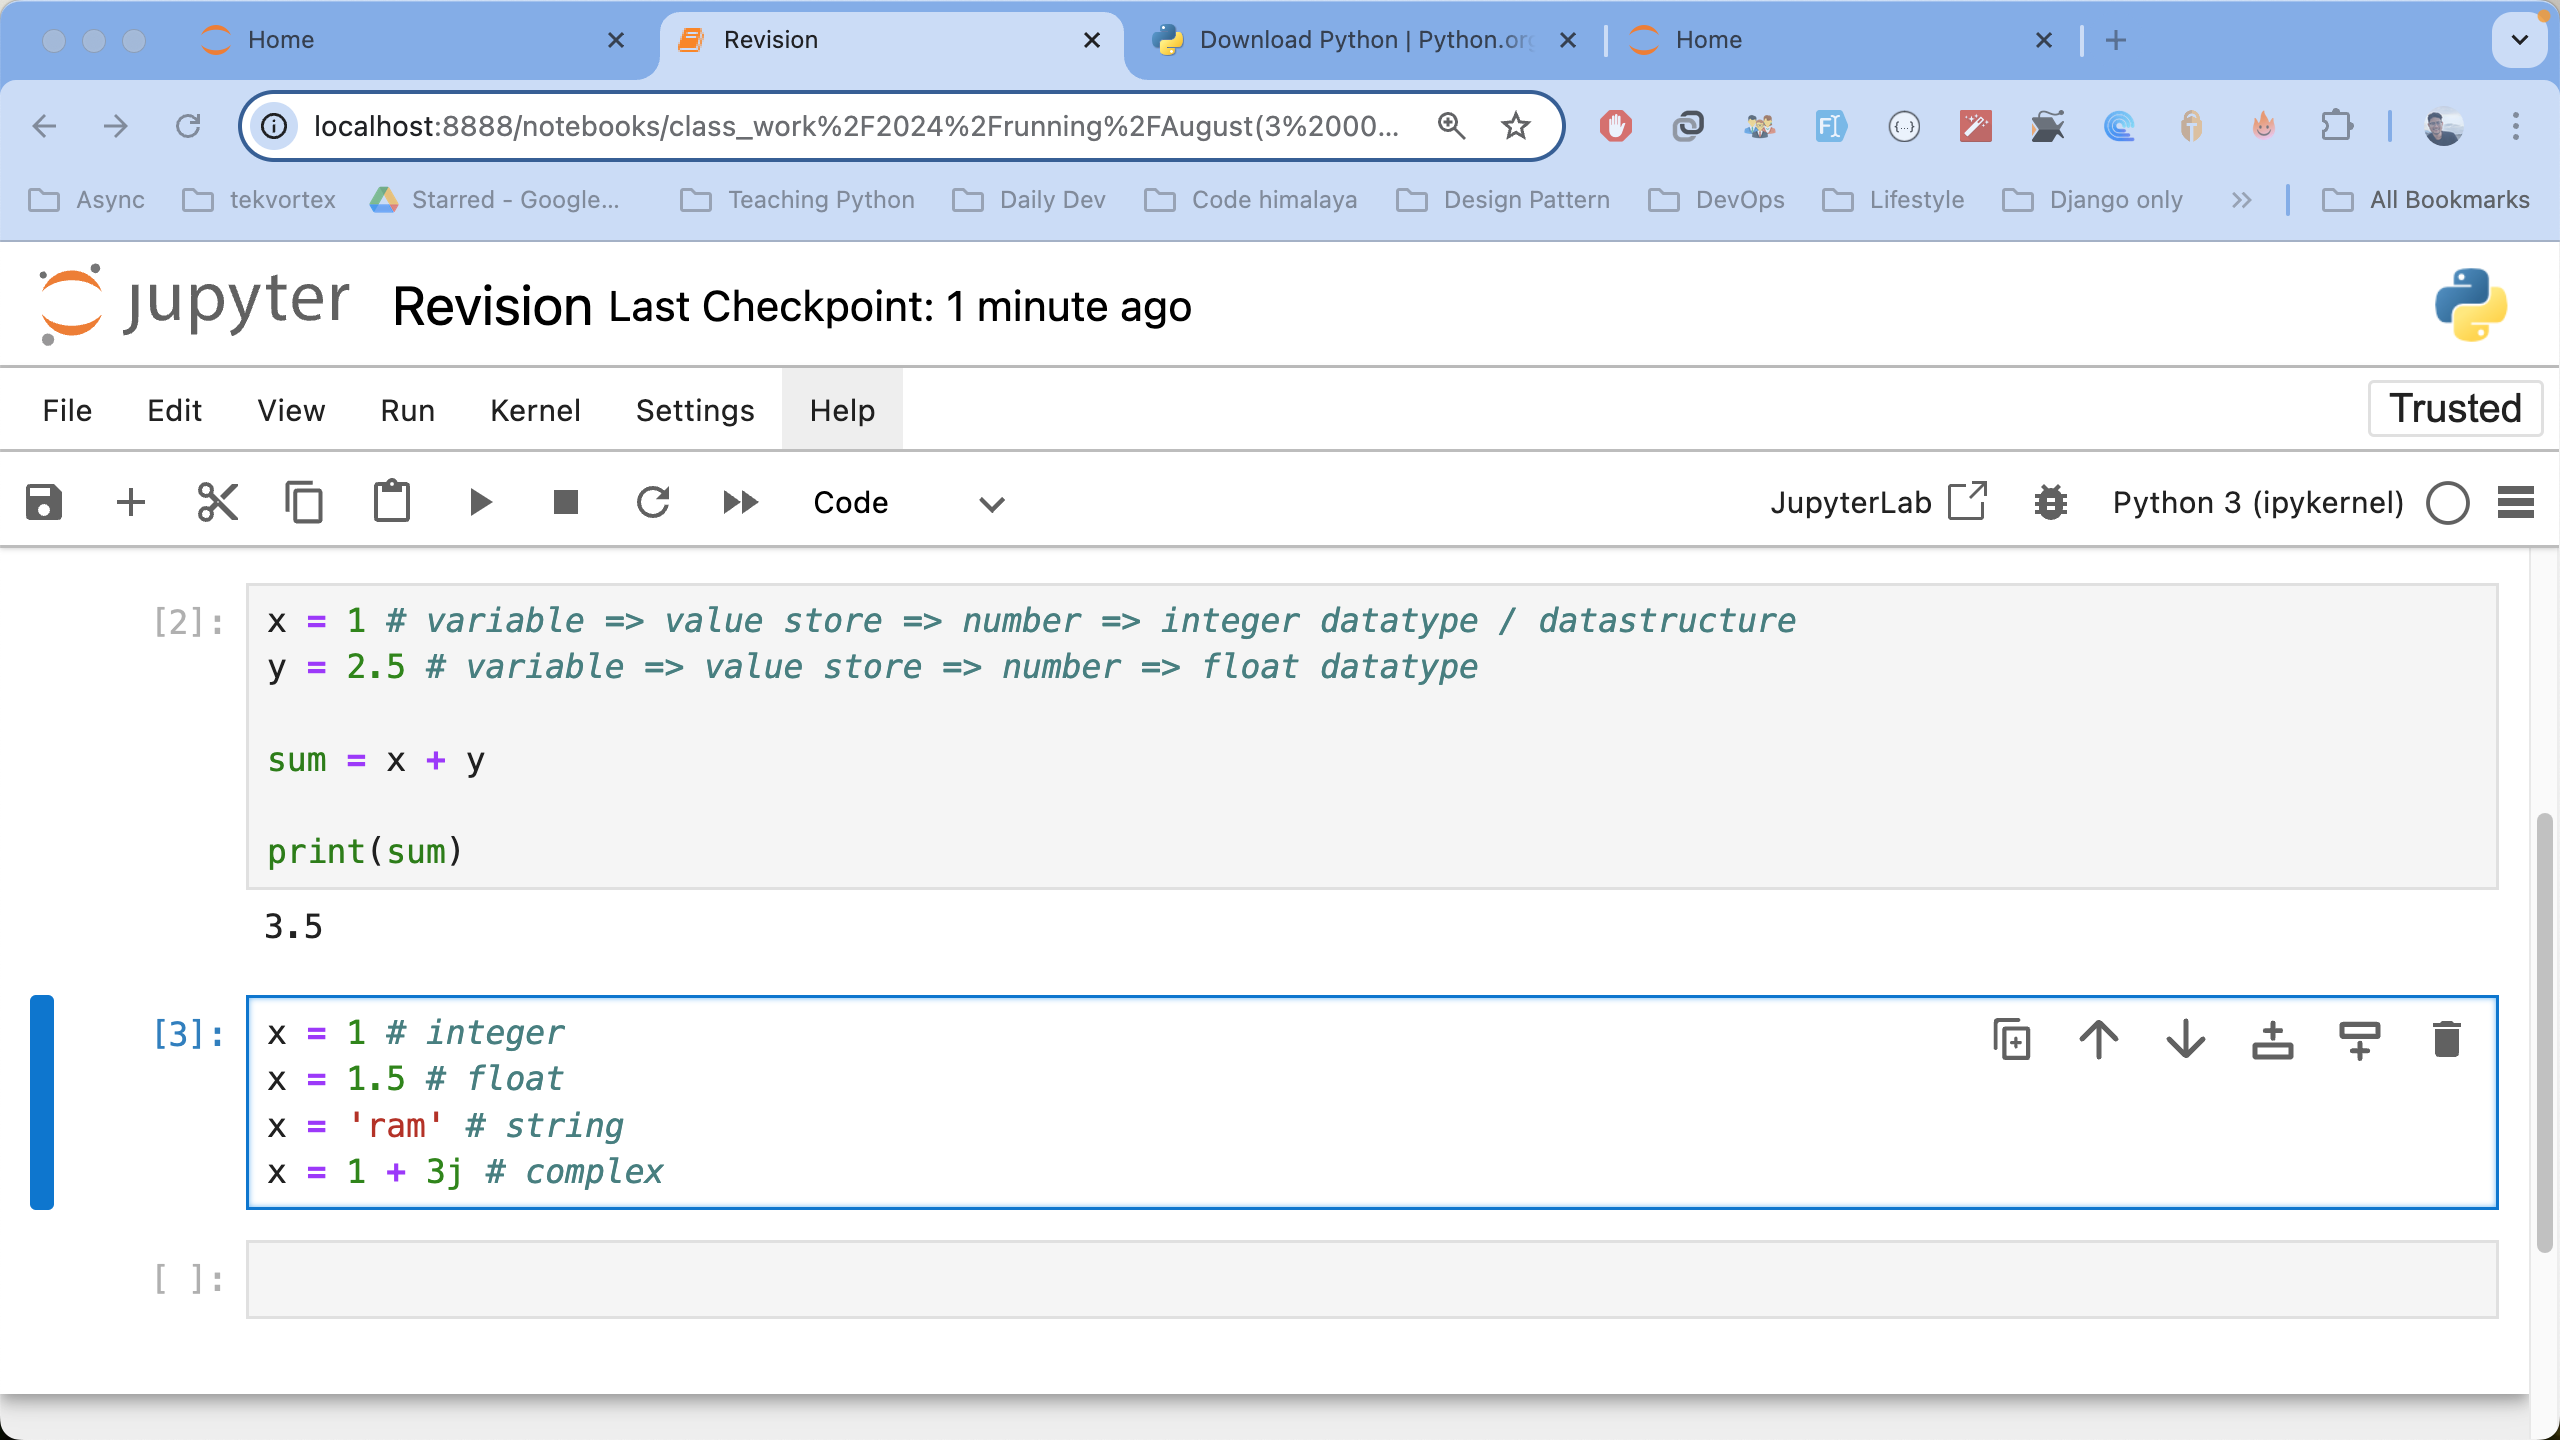 Home
Revision
Download Python | Python.org
Home
localhost:8888/notebooks/class_work%2F2024%2Frunning%2FAugust(3%2000...
Async
tekvortex
Starred - Google...
Teaching Python
Daily Dev
Code himalaya
Design Pattern
DevOps
Lifestyle
Django only
All Bookmarks
jupyter Revision Last Checkpoint: 1 minute ago
File Edit View Run Kernel Settings Help Trusted
Code JupyterLab Python 3 (ipykernel)
[2]: x = 1 # variable => value store => number => integer datatype / datastructure
y = 2.5 # variable => value store => number => float datatype
sum = x + y
print(sum)
3.5
[3]: x = 1 # integer
x = 1.5 # float
x = 'ram' # string
x = 1 + 3j # complex
[ ]: